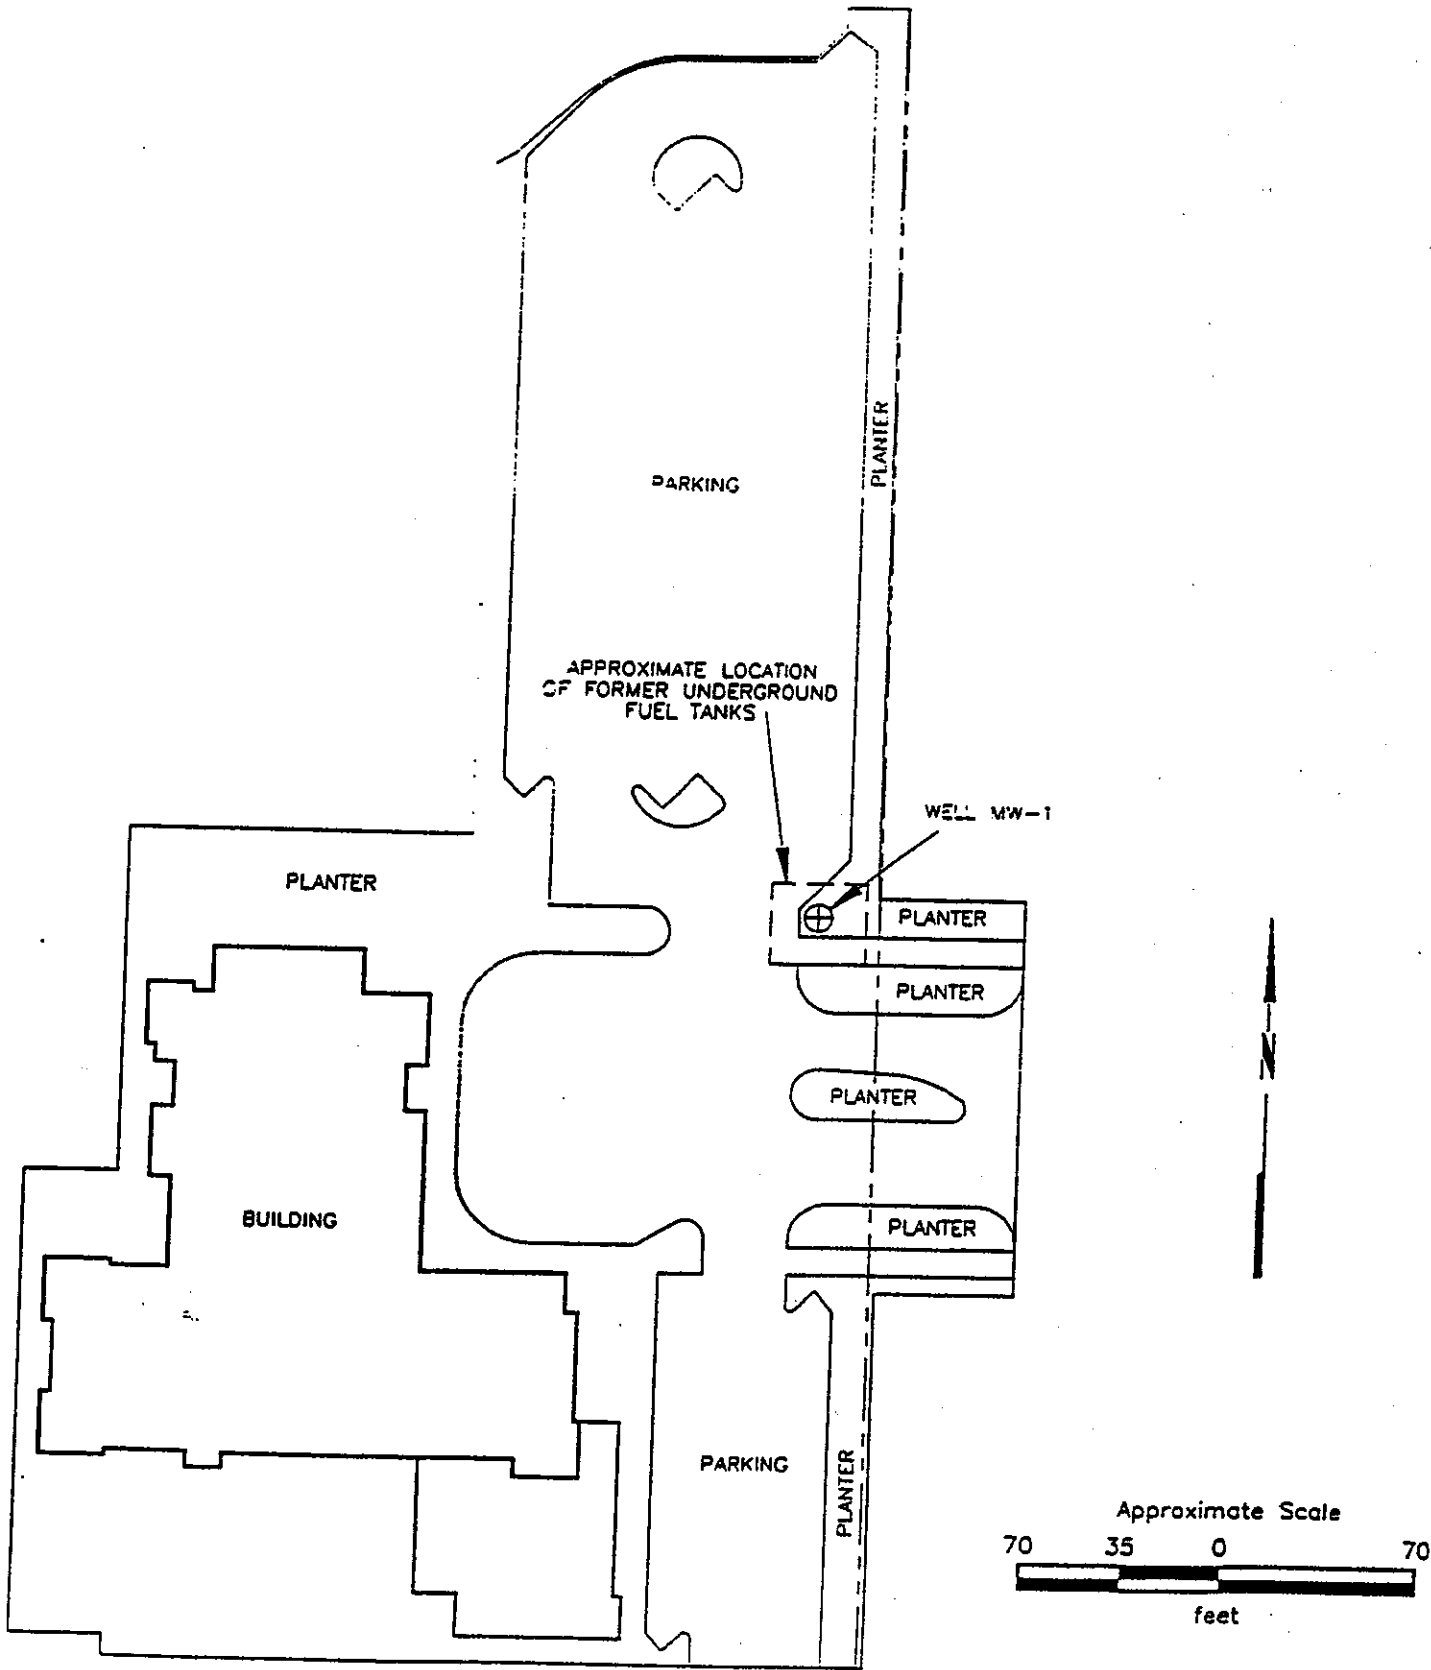 PLANTER
PARKING
APPROXIMATE LOCATION
OF FORMER UNDERGROUND
FUEL TANKS
WELL MW-1
PLANTER
PLANTER
PLANTER
N
PLANTER
BUILDING
PLANTER
PARKING
PLANTER
Approximate Scale
70 35 0 70
feet